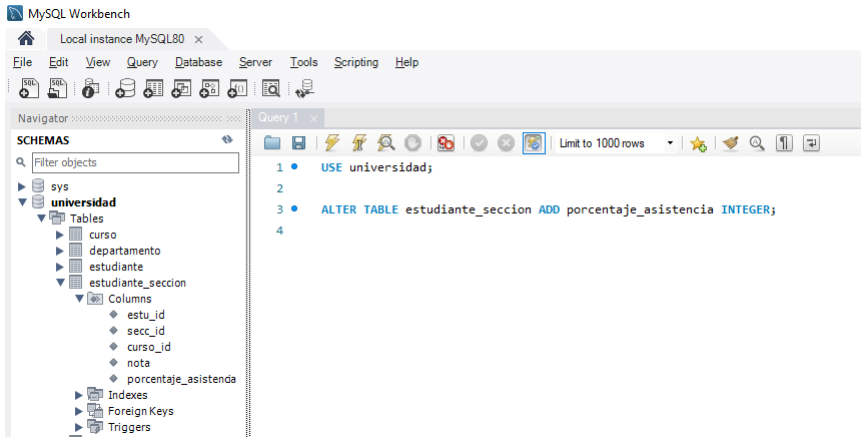 MySQL Workbench
Local instance MySQL80 ×
File Edit View Query Database Server Tools Scripting Help
Navigator
Query 1 ×
SCHEMAS
Limit to 1000 rows
Filter objects
sys
universidad
Tables
curso
departamento
estudiante
estudiante_seccion
Columns
estu_id
secc_id
curso_id
nota
porcentaje_asistencia
Indexes
Foreign Keys
Triggers
1 USE universidad;
2
3 ALTER TABLE estudiante_seccion ADD porcentaje_asistencia INTEGER;
4